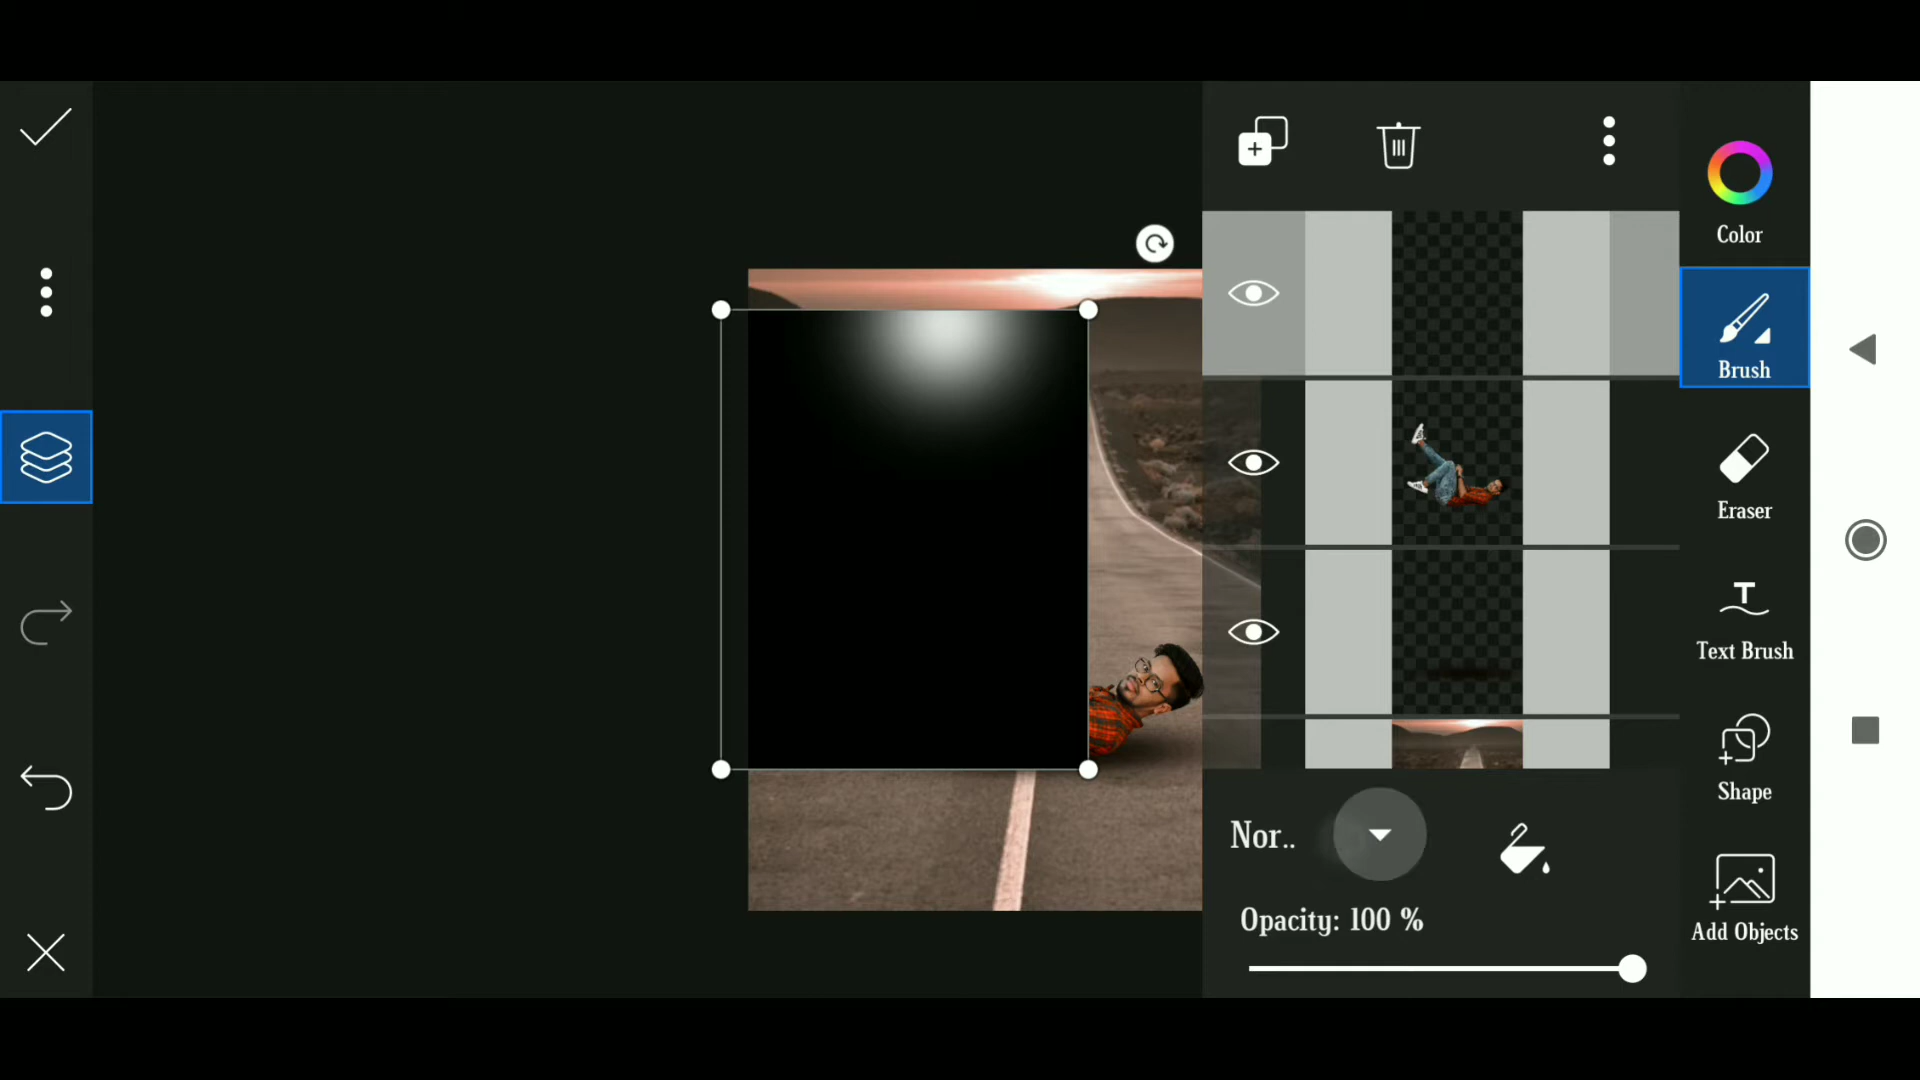 Color
Brush
Eraser
T
Text Brush
Shape
Add Objects
Nor..
Opacity: 100 %